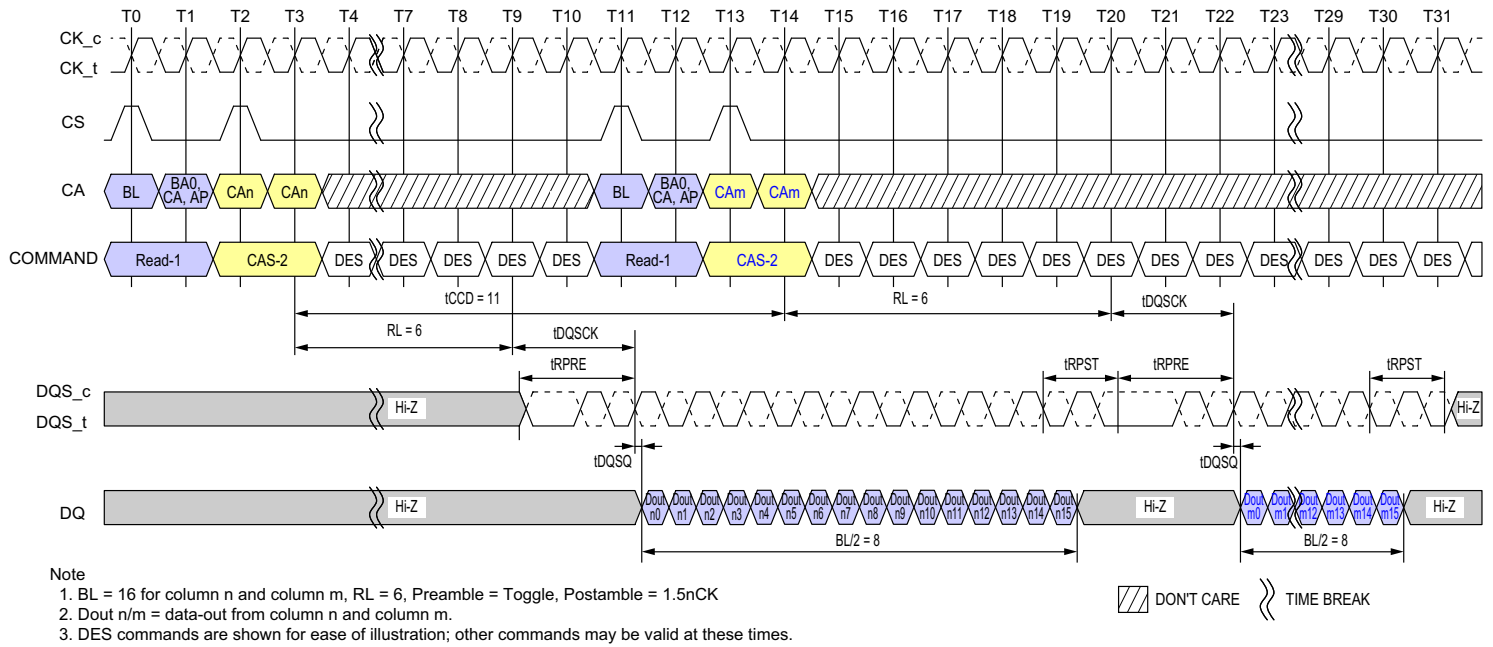 T0 T1 T2 T3 T4 T7 T8 T9 T10 T11 T12 T13 T14 T15 T16 T17 T18 T19 T20 T21 T22 T23 T29 T30 T31
CK_c
CK_t
CS
CA BL BA0, CA, AP CAn CAn BL BA0, CA, AP CAm CAm
COMMAND Read-1 CAS-2 DES DES DES DES DES Read-1 CAS-2 DES DES DES DES DES DES DES DES DES DES DES DES
tCCD = 11 RL = 6 tDQSCK
RL = 6 tDQSCK
tRPRE tRPST tRPRE tRPST
DQS_c
DQS_t
Hi-Z Hi-Z
tDQSQ tDQSQ
DQ Hi-Z Dout n0 Dout n1 Dout n2 Dout n3 Dout n4 Dout n5 Dout n6 Dout n7 Dout n8 Dout n9 Dout n10 Dout n11 Dout n12 Dout n13 Dout n14 Dout n15 Hi-Z Dout m0 Dout m1 Dout m12 Dout m13 Dout m14 Dout m15 Hi-Z
BL/2 = 8 BL/2 = 8
Note
1. BL = 16 for column n and column m, RL = 6, Preamble = Toggle, Postamble = 1.5nCK
2. Dout n/m = data-out from column n and column m.
3. DES commands are shown for ease of illustration; other commands may be valid at these times.
DON'T CARE TIME BREAK